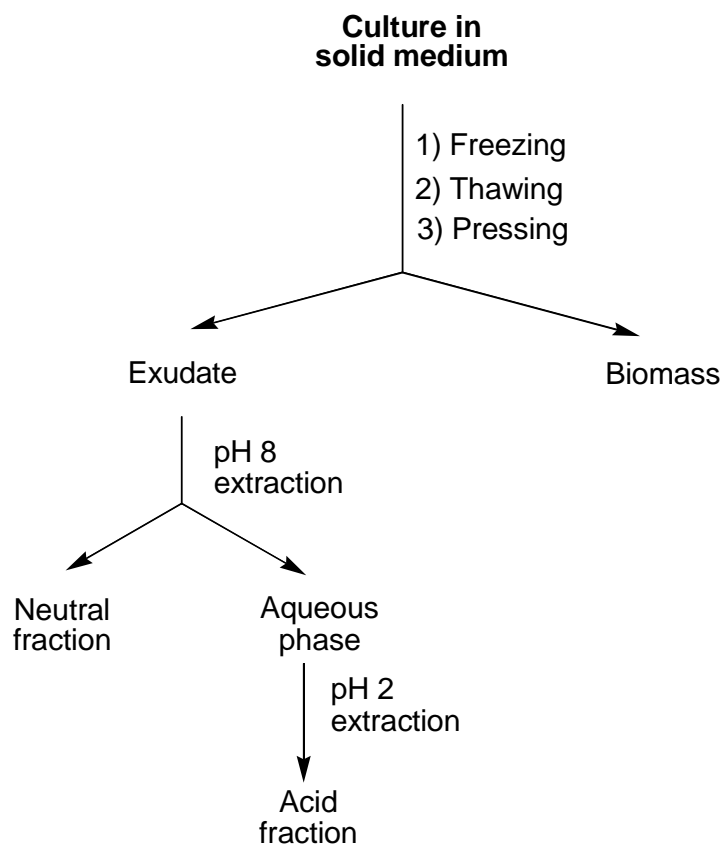 Culture in
solid medium
1) Freezing
2) Thawing
3) Pressing
Exudate
Biomass
pH 8
extraction
Neutral
fraction
Aqueous
phase
pH 2
extraction
Acid
fraction